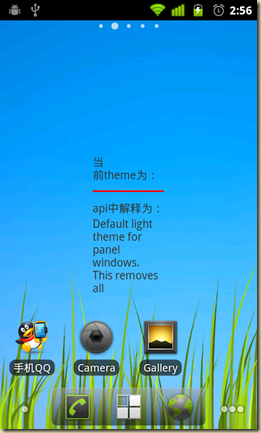 2:56
当
前theme为：
api中解释为：
Default light
theme for
panel
windows.
This removes
all
手机QQ
Camera
Gallery